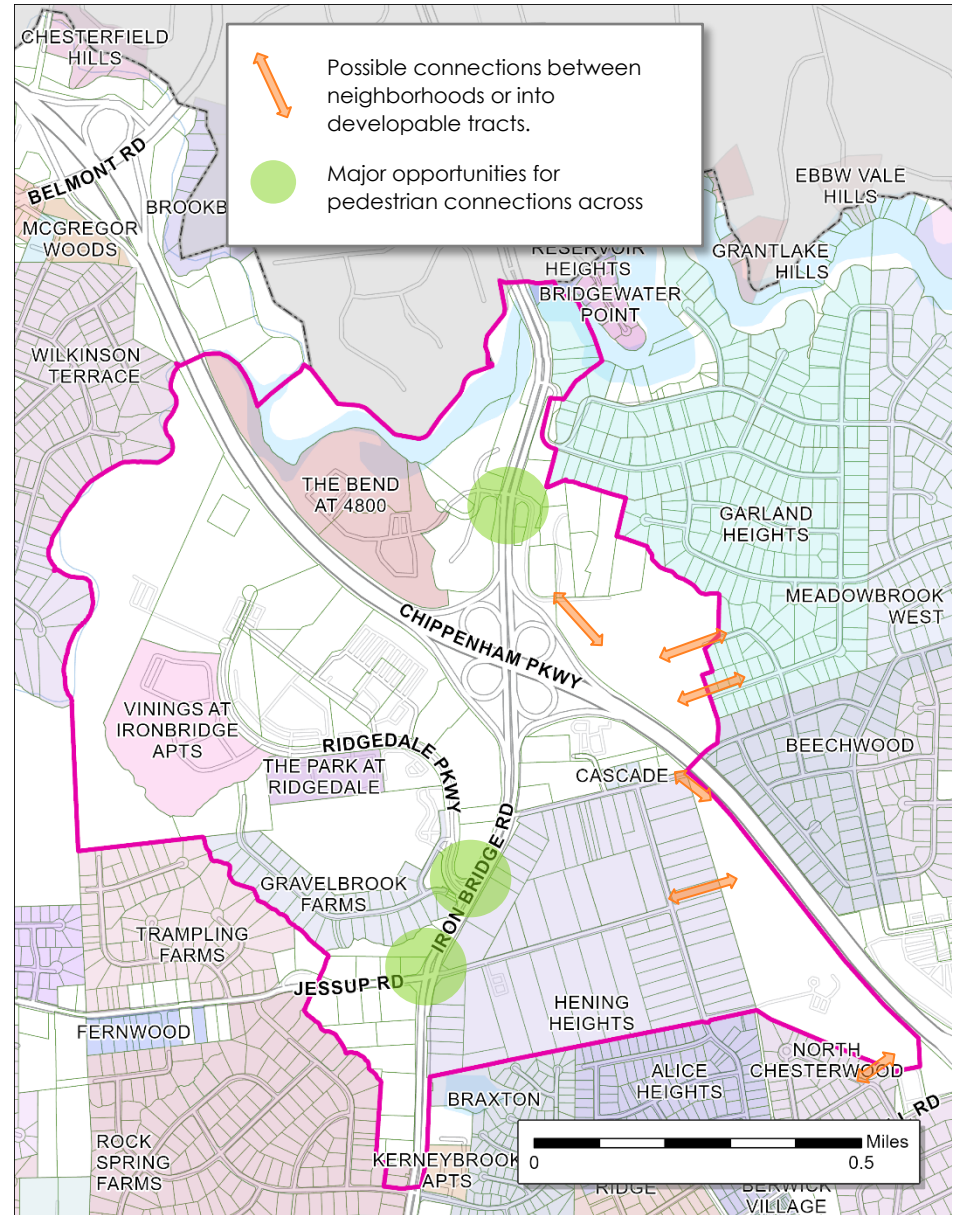 CHESTERFIELD
HILLS
Possible connections between
neighborhoods or into
developable tracts.
Major opportunities for
pedestrian connections across
BELMONT RD
BROOKB
MCGREGOR
WOODS
EBBW VALE
HILLS
RESERVOIR
HEIGHTS
GRANTLAKE
HILLS
BRIDGEWATER
POINT
WILKINSON
TERRACE
THE BEND
AT 4800
GARLAND
HEIGHTS
MEADOWBROOK
WEST
CHIPPENHAM PKWY
VININGS AT
IRONBRIDGE
APTS
RIDGEDALE PKWY
THE PARK AT
RIDGEDALE
CASCADE
BEECHWOOD
IRON BRIDGE RD
GRAVELBROOK
FARMS
TRAMPLING
FARMS
JESSUP RD
HENING
HEIGHTS
FERNWOOD
NORTH
CHESTERWOOD
ALICE
HEIGHTS
BRAXTON
L RD
ROCK
SPRING
FARMS
KERNEYBROOK
APTS
Miles
0
0.5
RIDGE
BERWICK
VILLAGE